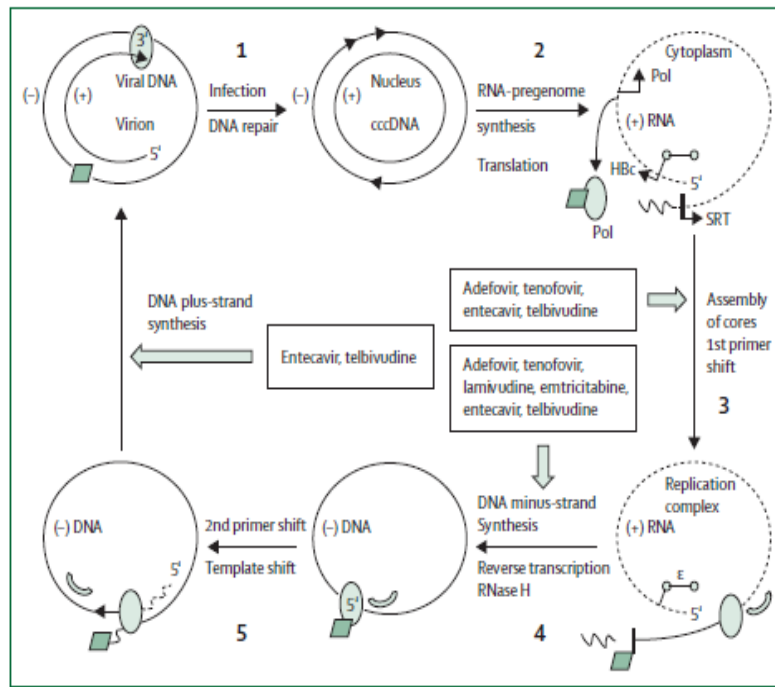 3'
(−)
(+)
Viral DNA
Virion
5'
1
Infection
DNA repair
(−)
(+)
Nucleus
cccDNA
2
RNA-pregenome
synthesis
Translation
Cytoplasm
Pol
(+) RNA
HBc
5'
SRT
Pol
DNA plus-strand
synthesis
Entecavir, telbivudine
Adefovir, tenofovir,
entecavir, telbivudine
Adefovir, tenofovir,
lamivudine, emtricitabine,
entecavir, telbivudine
Assembly
of cores
1st primer
shift
3
(−) DNA
5'
2nd primer shift
Template shift
5
(−) DNA
5'
DNA minus-strand
Synthesis
Reverse transcription
RNase H
4
Replication
complex
(+) RNA
ε
5'